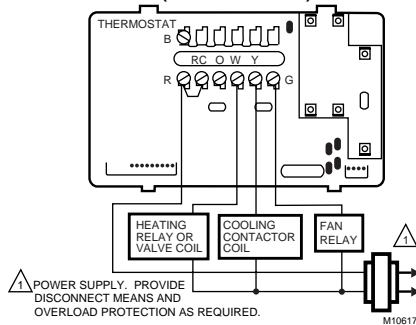 THERMOSTAT
B
RC O W Y
R G
HEATING
RELAY OR
VALVE COIL
COOLING
CONTACTOR
COIL
FAN
RELAY
1
1 POWER SUPPLY. PROVIDE
DISCONNECT MEANS AND
OVERLOAD PROTECTION AS REQUIRED.
M10617